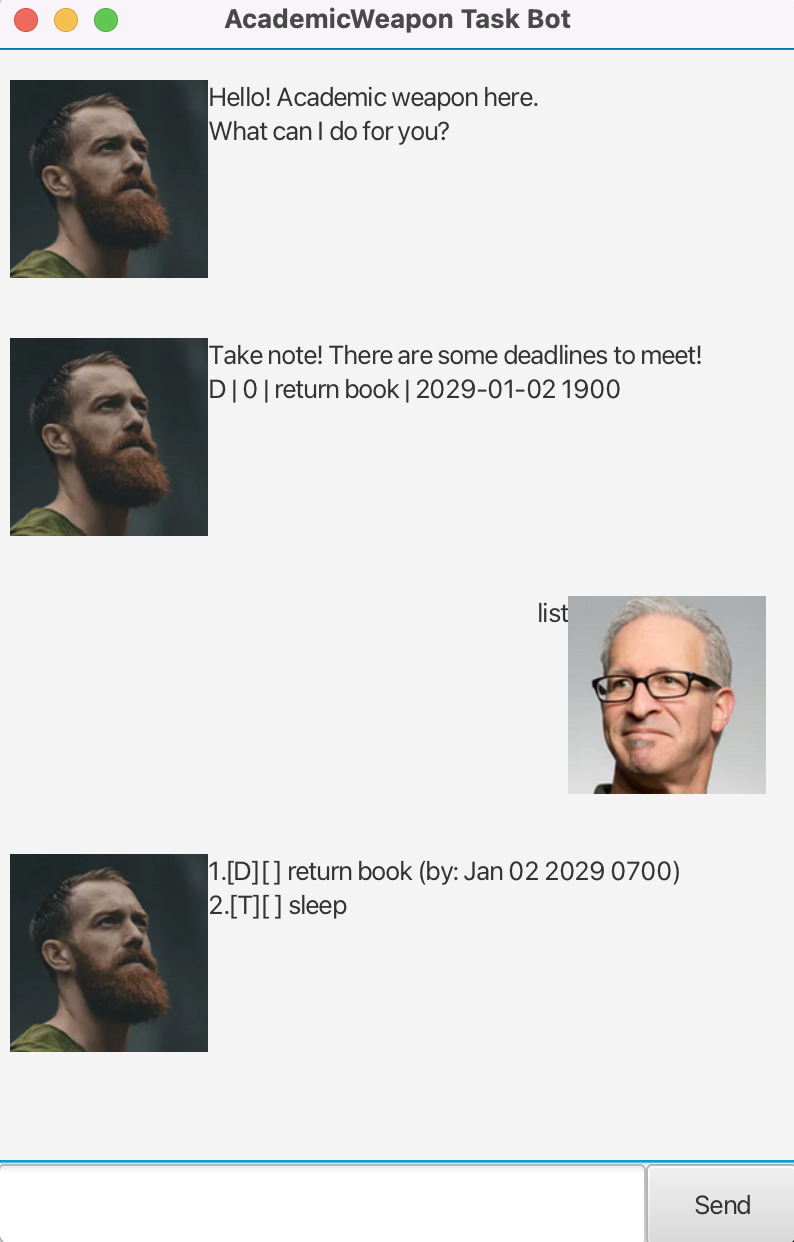 AcademicWeapon Task Bot
Hello! Academic weapon here.
What can I do for you?
Take note! There are some deadlines to meet!
D | 0 | return book | 2029-01-02 1900
list
1.[D][ ] return book (by: Jan 02 2029 0700)
2.[T][ ] sleep
Send